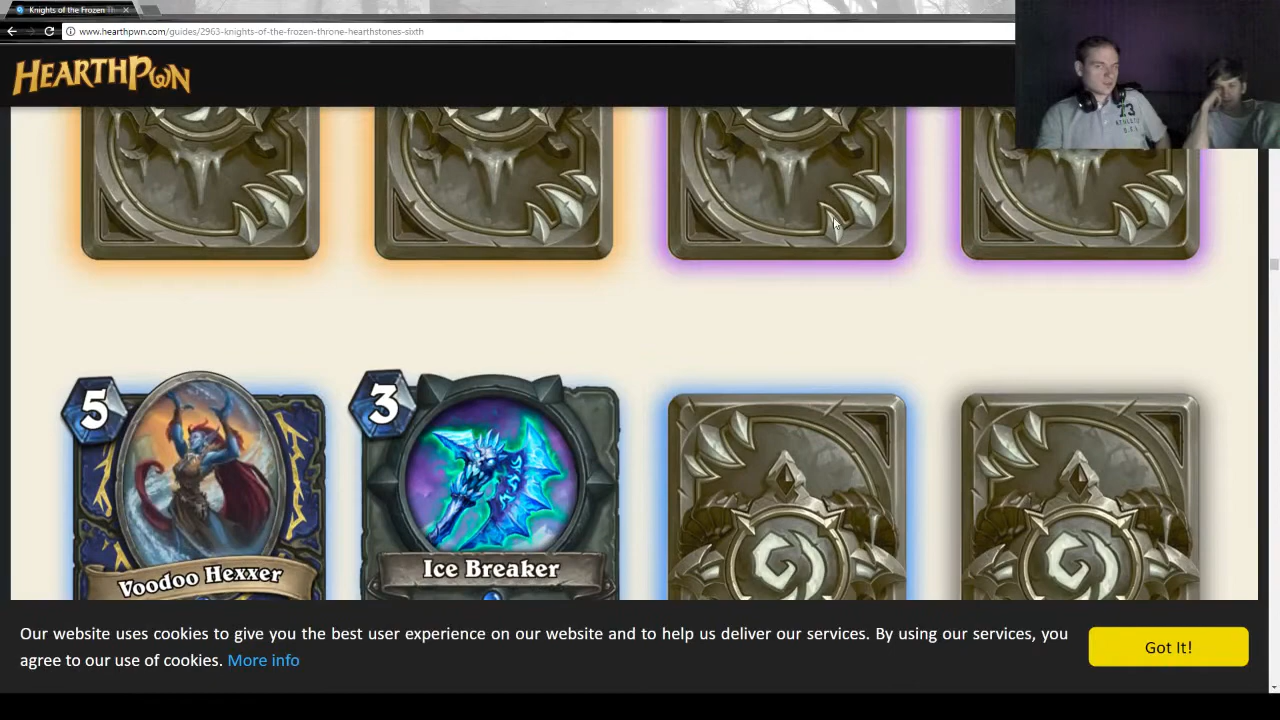 Knights of the Frozen
www.hearthpwn.com/guides/2963-knights-of-the-frozen-throne-hearthstones-sixth
HEARTHPWN
5
3
Voodoo Hexxer
Ice Breaker
73
ATHLETIC
Our website uses cookies to give you the best user experience on our website and to help us deliver our services. By using our services, you
agree to our use of cookies. More info
Got It!